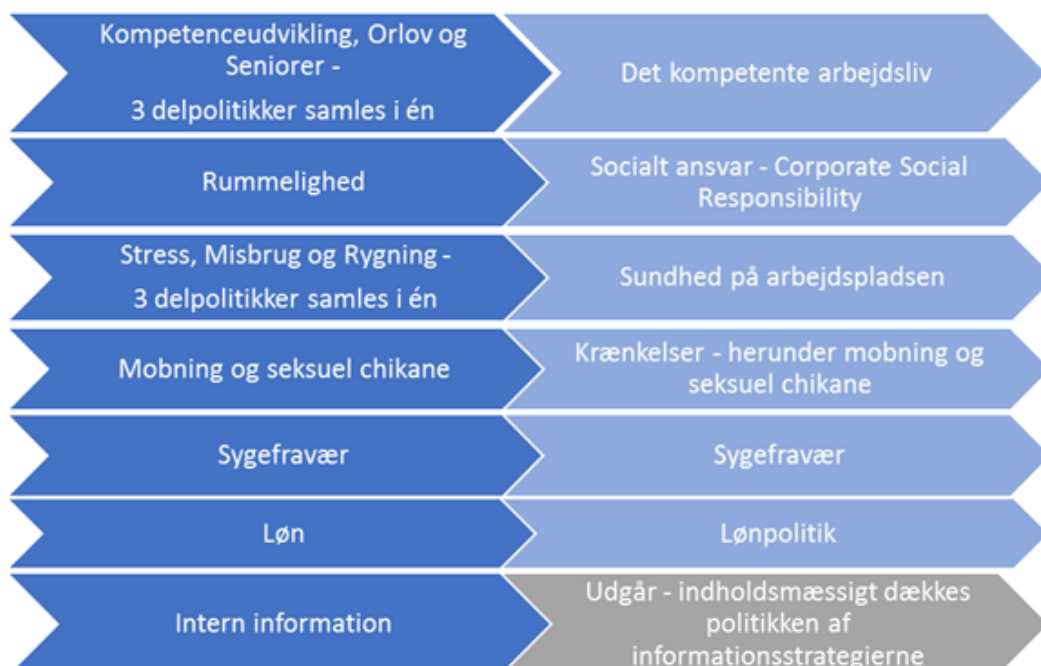 Kompetenceudvikling, Orlov og
Seniorer -
3 delpolitikker samles i én
Det kompetente arbejdsliv
Rummelighed
Socialt ansvar - Corporate Social
Responsibility
Stress, Misbrug og Rygning -
3 delpolitikker samles i én
Sundhed på arbejdspladsen
Mobning og seksuel chikane
Krænkelser - herunder mobning og
seksuel chikane
Sygefravær
Sygefravær
Løn
Lønpolitik
Intern information
Udgår - indholdsmæssigt dækkes
politikken af
informationsstrategierne